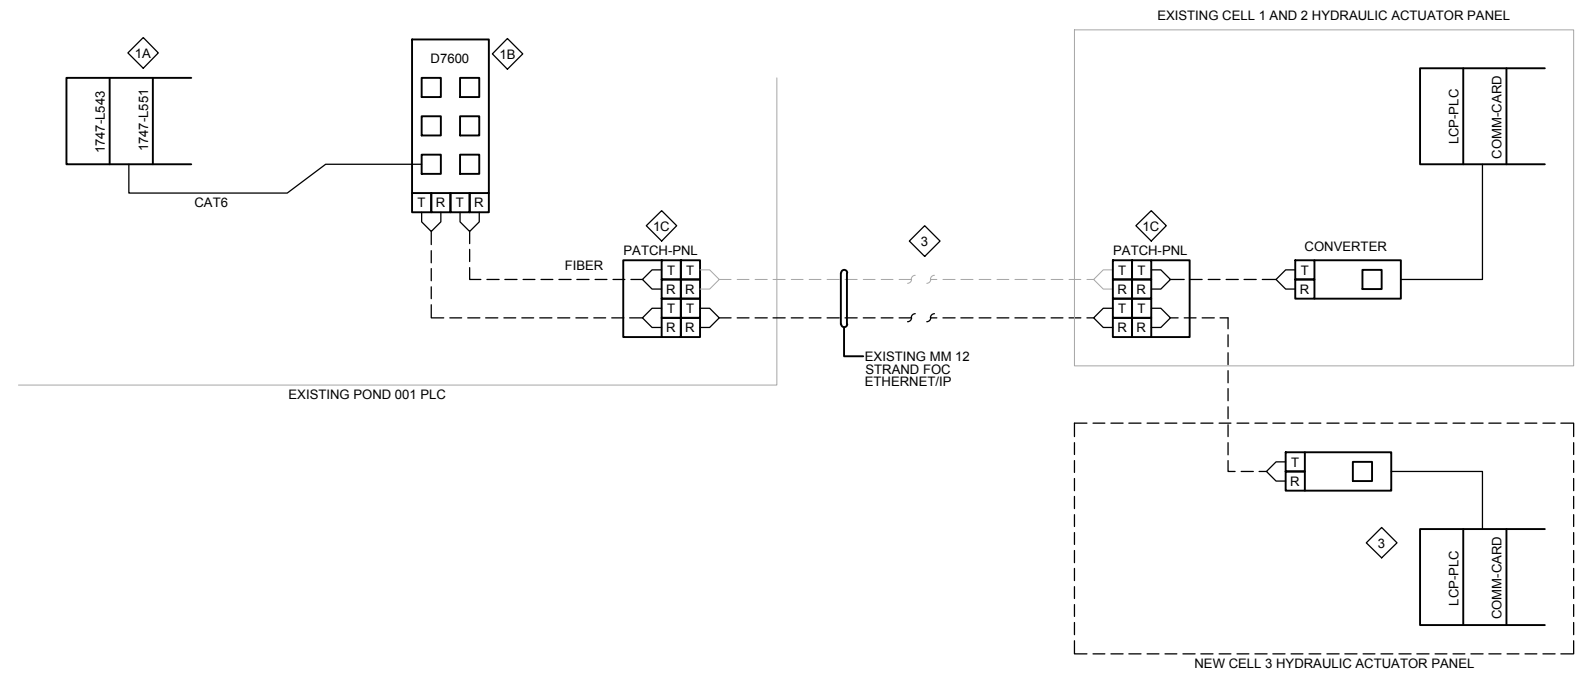 EXISTING CELL 1 AND 2 HYDRAULIC ACTUATOR PANEL
1A
1B
D7600
1747-L543
1747-L551
LCP-PLC
COMM-CARD
CAT6
T R T R
1C
PATCH-PNL
FIBER
T T
R R
T T
R R
3
1C
PATCH-PNL
T T
R R
T T
R R
CONVERTER
T
R
EXISTING MM 12
STRAND FOC
ETHERNET/IP
EXISTING POND 001 PLC
T
R
3
LCP-PLC
COMM-CARD
NEW CELL 3 HYDRAULIC ACTUATOR PANEL